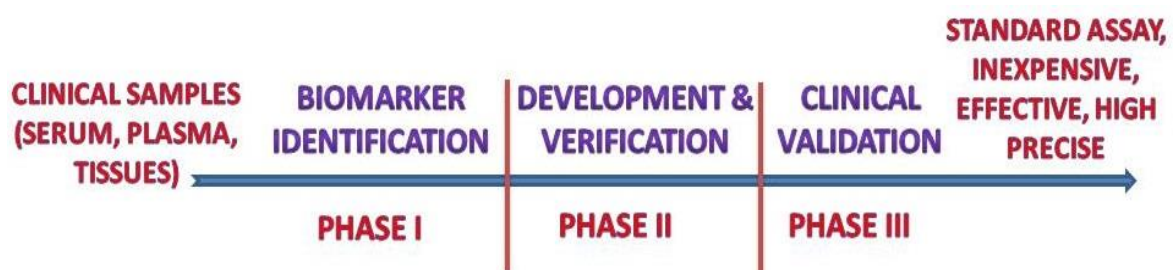 CLINICAL SAMPLES
(SERUM, PLASMA,
TISSUES)
BIOMARKER
IDENTIFICATION
DEVELOPMENT &
VERIFICATION
CLINICAL
VALIDATION
STANDARD ASSAY,
INEXPENSIVE,
EFFECTIVE, HIGH
PRECISE
PHASE I
PHASE II
PHASE III